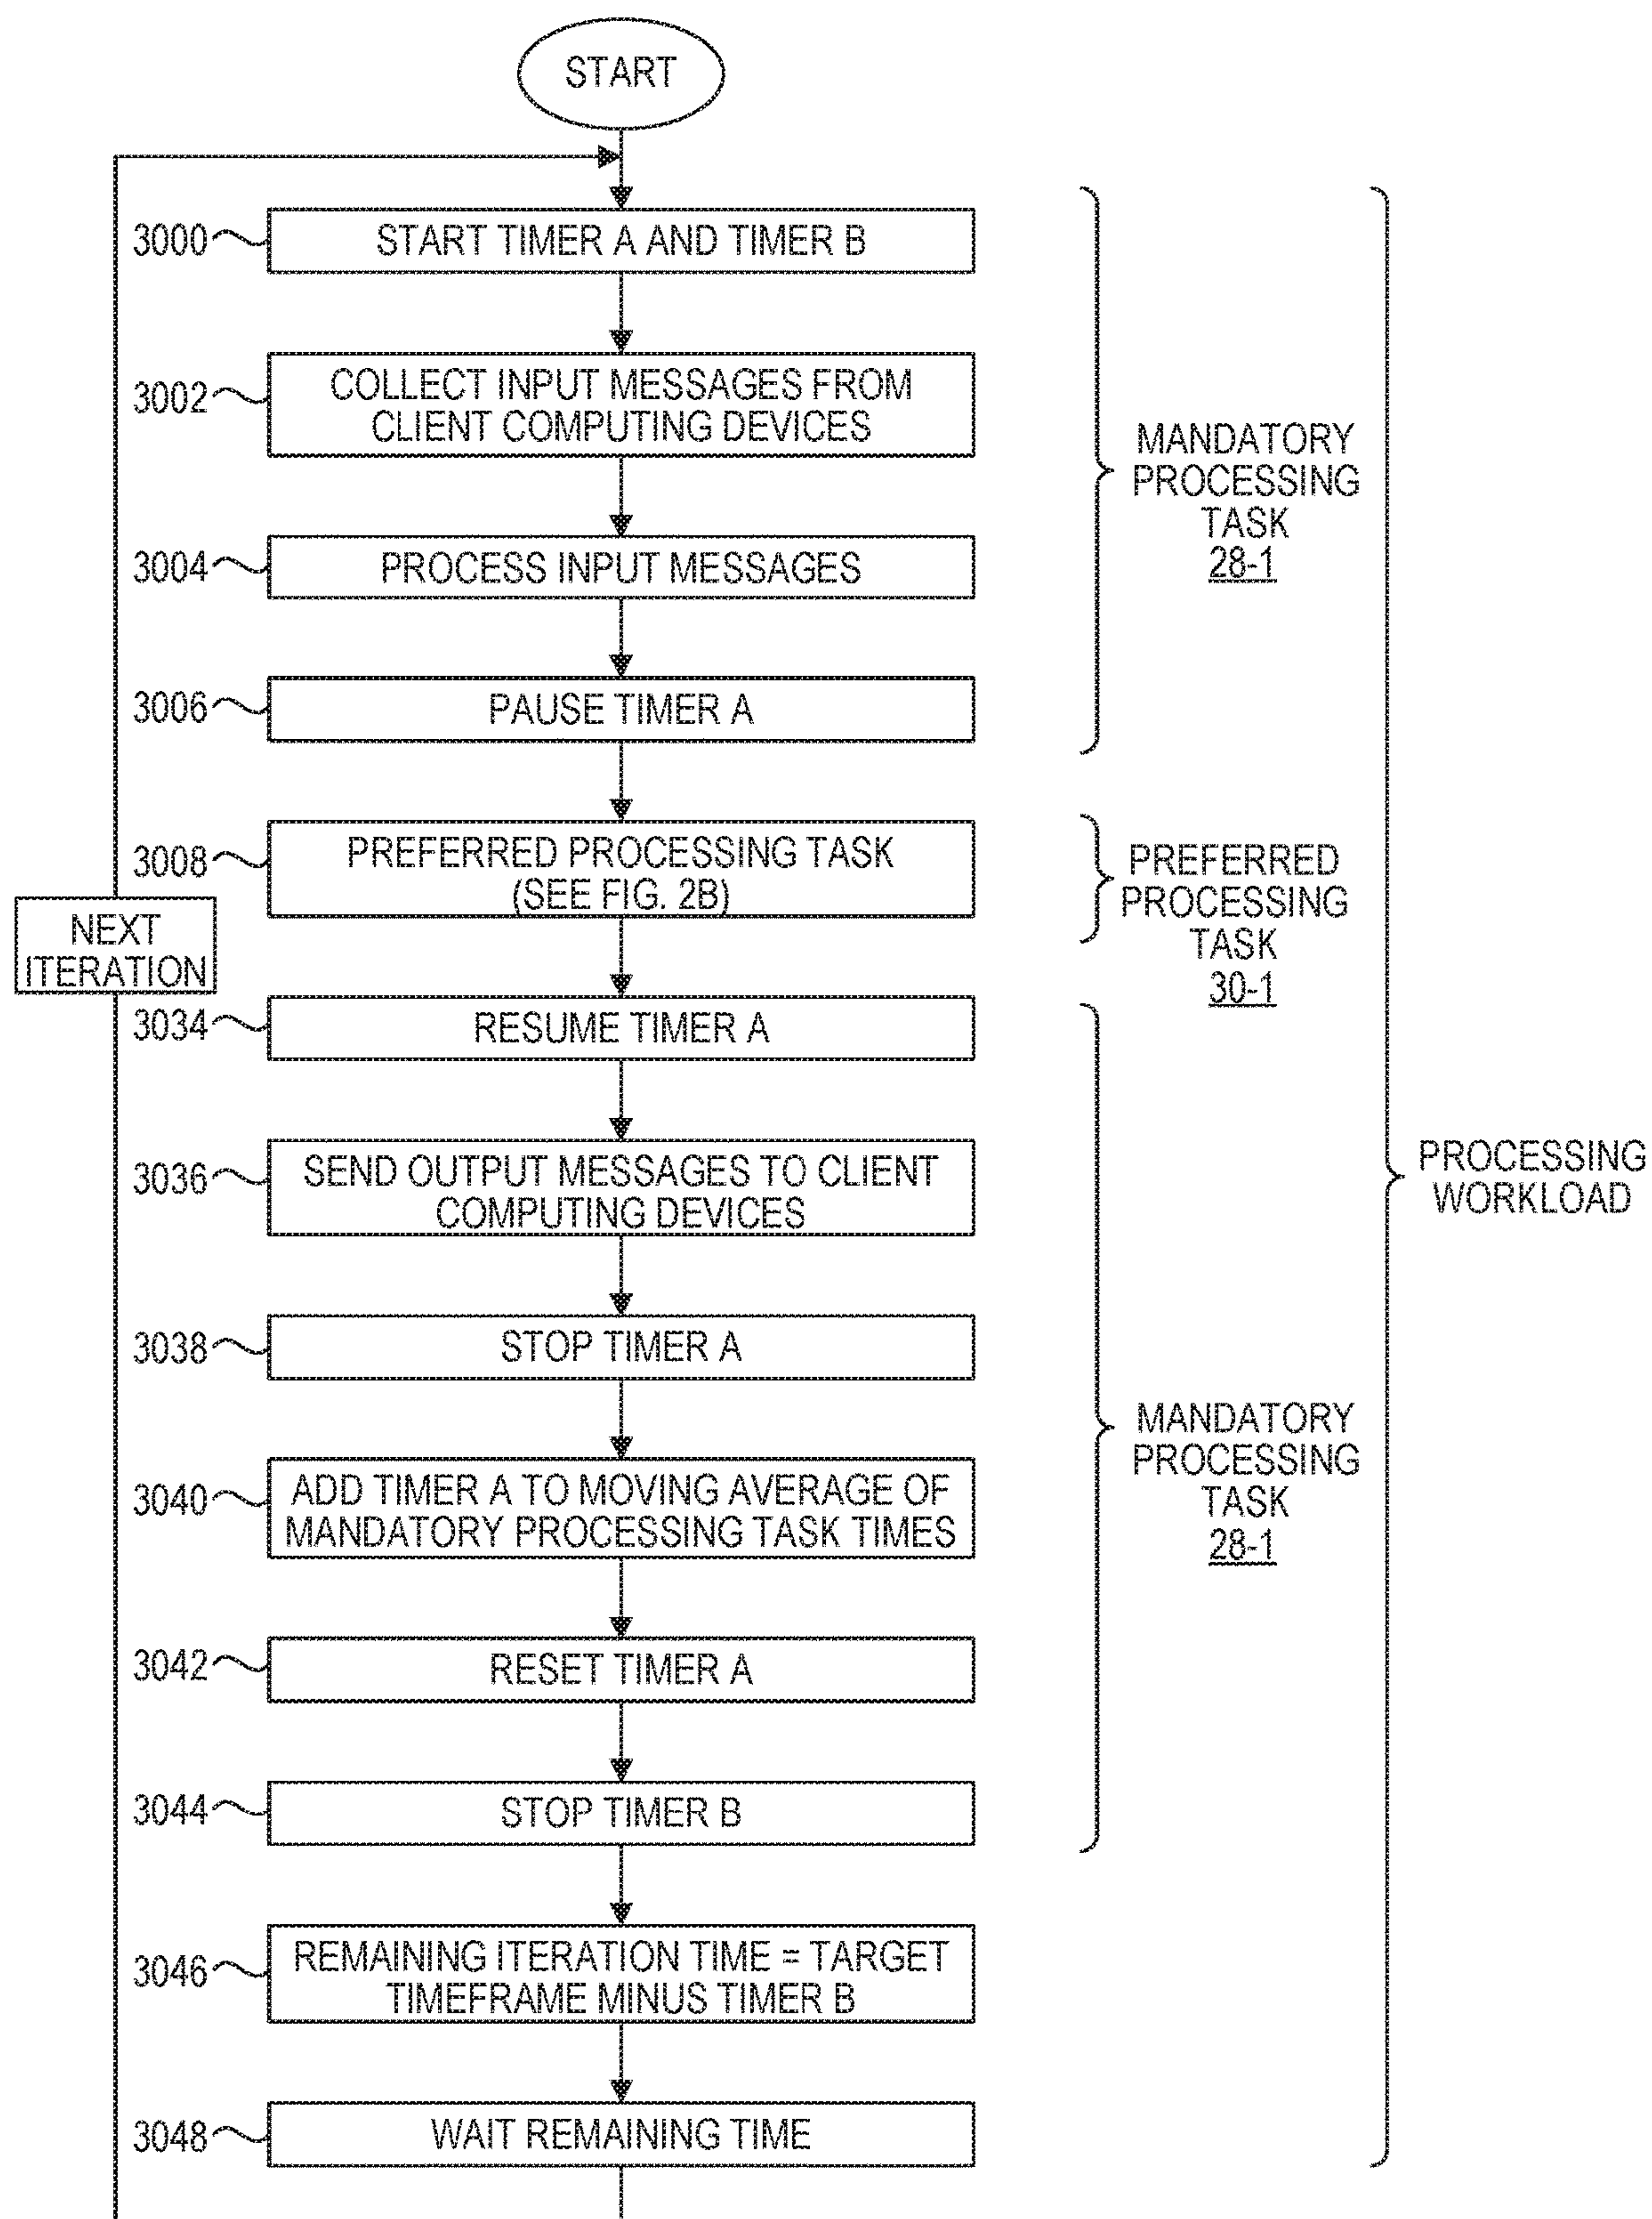 START
3000
START TIMER A AND TIMER B
3002
COLLECT INPUT MESSAGES FROM
CLIENT COMPUTING DEVICES
3004
PROCESS INPUT MESSAGES
3006
PAUSE TIMER A
MANDATORY
PROCESSING
TASK
28-1
3008
PREFERRED PROCESSING TASK
(SEE FIG. 2B)
PREFERRED
PROCESSING
TASK
30-1
NEXT
ITERATION
3034
RESUME TIMER A
3036
SEND OUTPUT MESSAGES TO CLIENT
COMPUTING DEVICES
3038
STOP TIMER A
3040
ADD TIMER A TO MOVING AVERAGE OF
MANDATORY PROCESSING TASK TIMES
3042
RESET TIMER A
3044
STOP TIMER B
MANDATORY
PROCESSING
TASK
28-1
PROCESSING
WORKLOAD
3046
REMAINING ITERATION TIME = TARGET
TIMEFRAME MINUS TIMER B
3048
WAIT REMAINING TIME